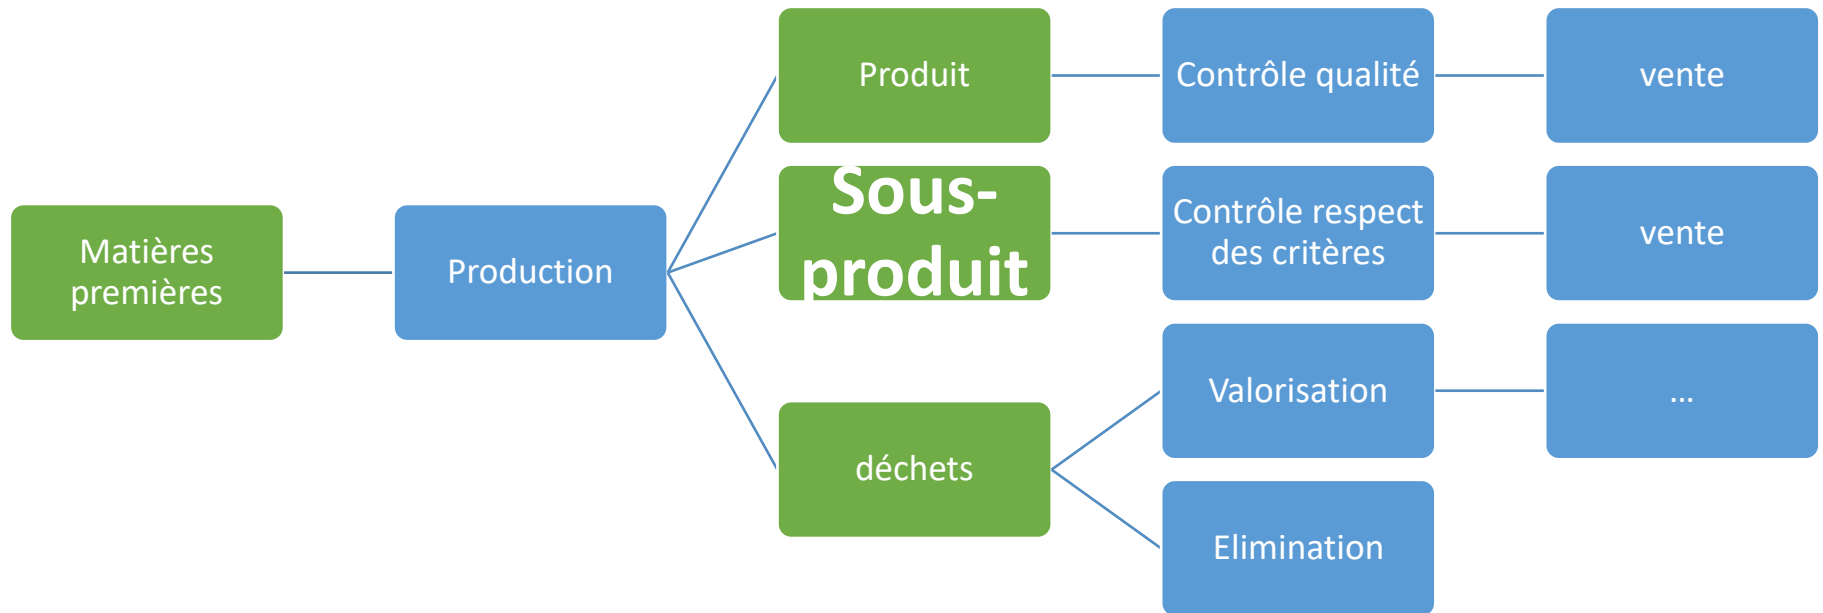 Matières
premières
Production
Produit
Contrôle qualité
vente
Sous-
produit
Contrôle respect
des critères
vente
déchets
Valorisation
...
Elimination